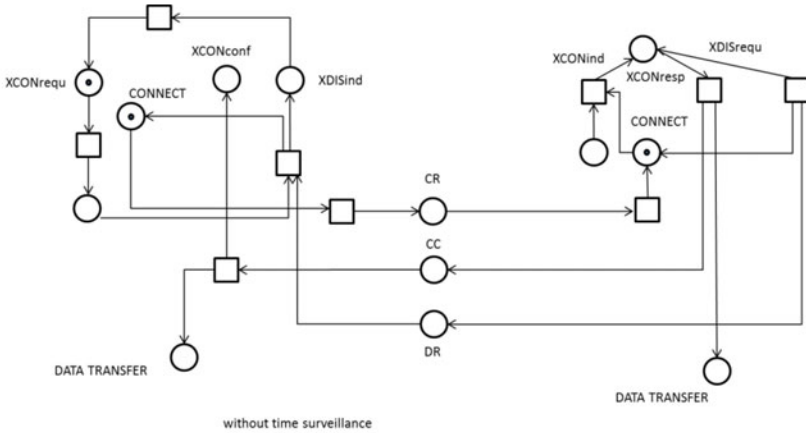 XCONconf
XDISrequ
XCONind
XCONresp
XCONrequ
CONNECT
XDISind
CONNECT
CR
CC
DR
DATA TRANSFER
DATA TRANSFER
without time surveillance